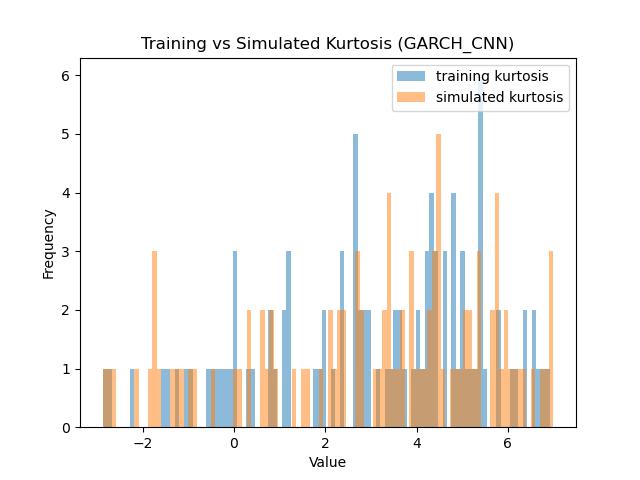 Training vs Simulated Kurtosis (GARCH_CNN)
training kurtosis
simulated kurtosis
Frequency
6
5
4
3
2
1
0
−2
0
2
4
6
Value